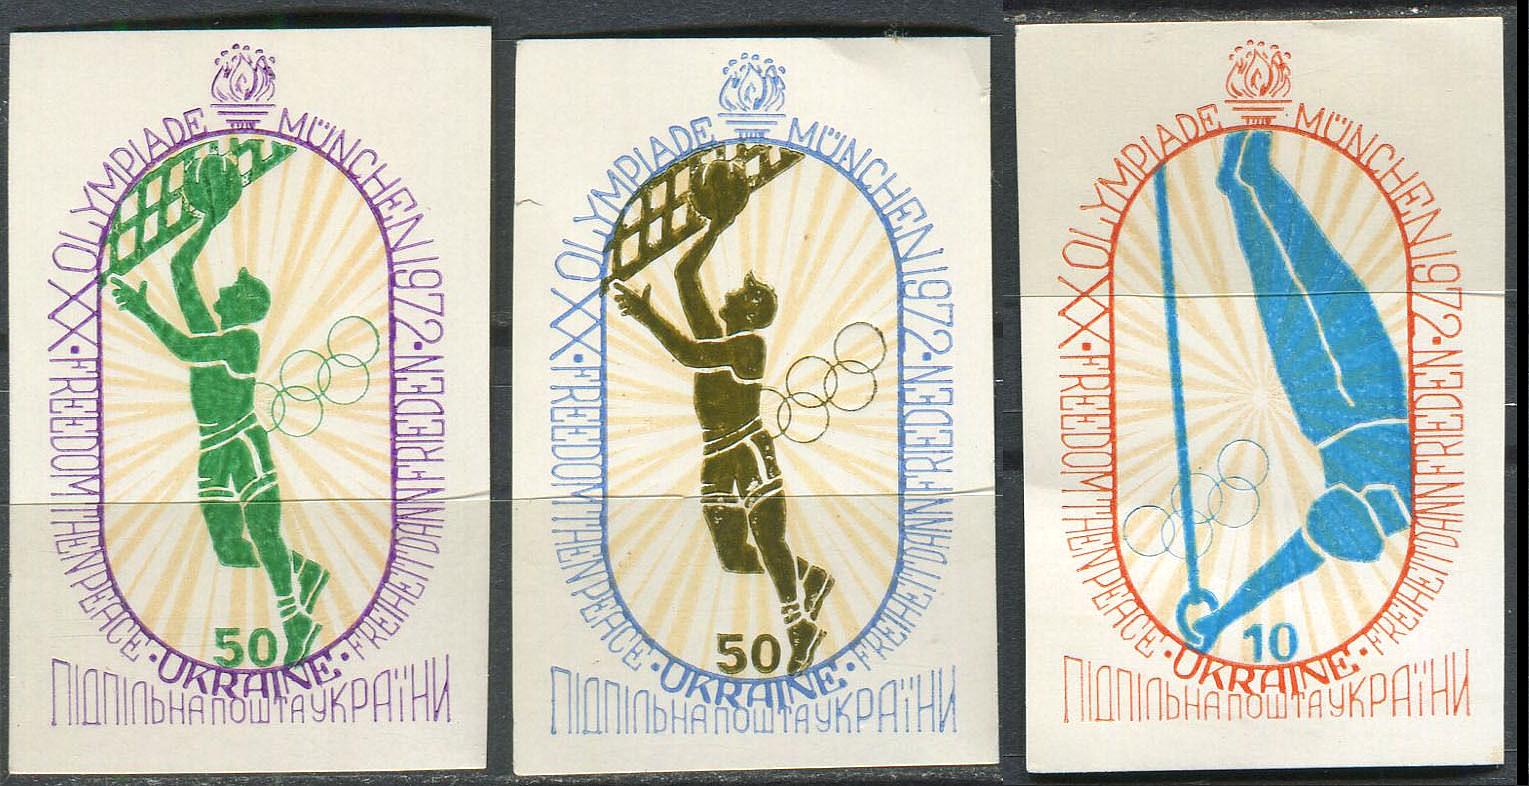 XX OLYMPIADE MÜNCHEN 1972
FREEDOM THEN PEACE · UKRAINE · FREIHEIT DANN FRIEDEN
50
ПІДПІЛЬНА ПОШТА УКРАЇНИ
XX OLYMPIADE MÜNCHEN 1972
FREEDOM THEN PEACE · UKRAINE · FREIHEIT DANN FRIEDEN
50
ПІДПІЛЬНА ПОШТА УКРАЇНИ
XX OLYMPIADE MÜNCHEN 1972
FREEDOM THEN PEACE · UKRAINE · FREIHEIT DANN FRIEDEN
10
ПІДПІЛЬНА ПОШТА УКРАЇНИ